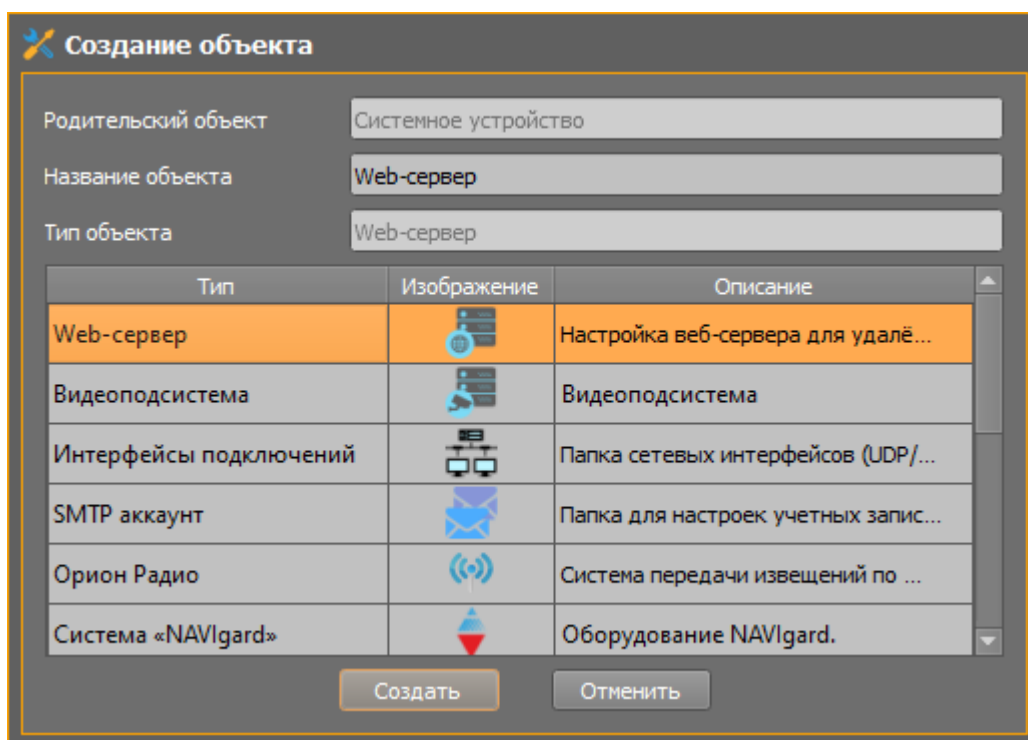 Создание объекта
Родительский объект Системное устройство
Название объекта Web-сервер
Тип объекта Web-сервер
Тип Изображение Описание
Web-сервер Настройка веб-сервера для удалё...
Видеоподсистема Видеоподсистема
Интерфейсы подключений Папка сетевых интерфейсов (UDP/...
SMTP аккаунт Папка для настроек учетных запис...
Орион Радио Система передачи извещений по ...
Система «NAVIgard» Оборудование NAVIgard.
Создать Отменить